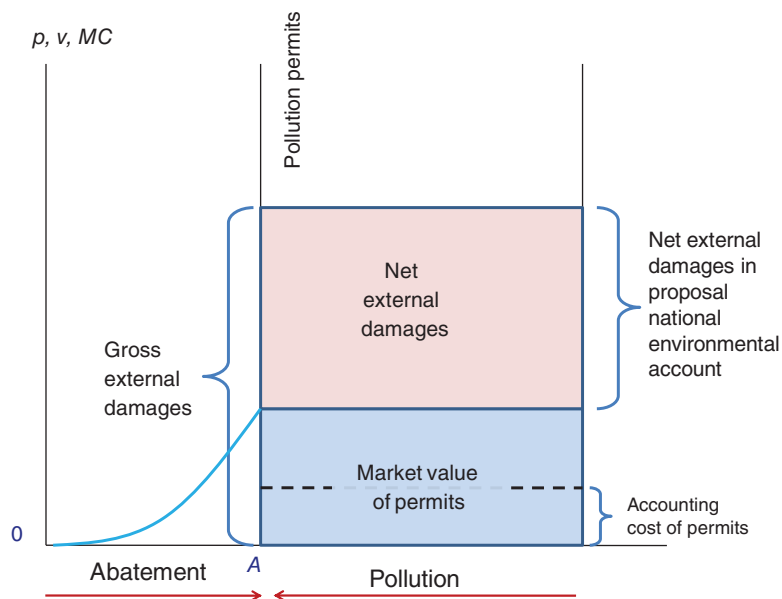 p, v, MC
Pollution permits
Net
external
damages
Net external
damages in
proposal
national
environmental
account
Gross
external
damages
Market value
of permits
Accounting
cost of permits
0
Abatement
A
Pollution